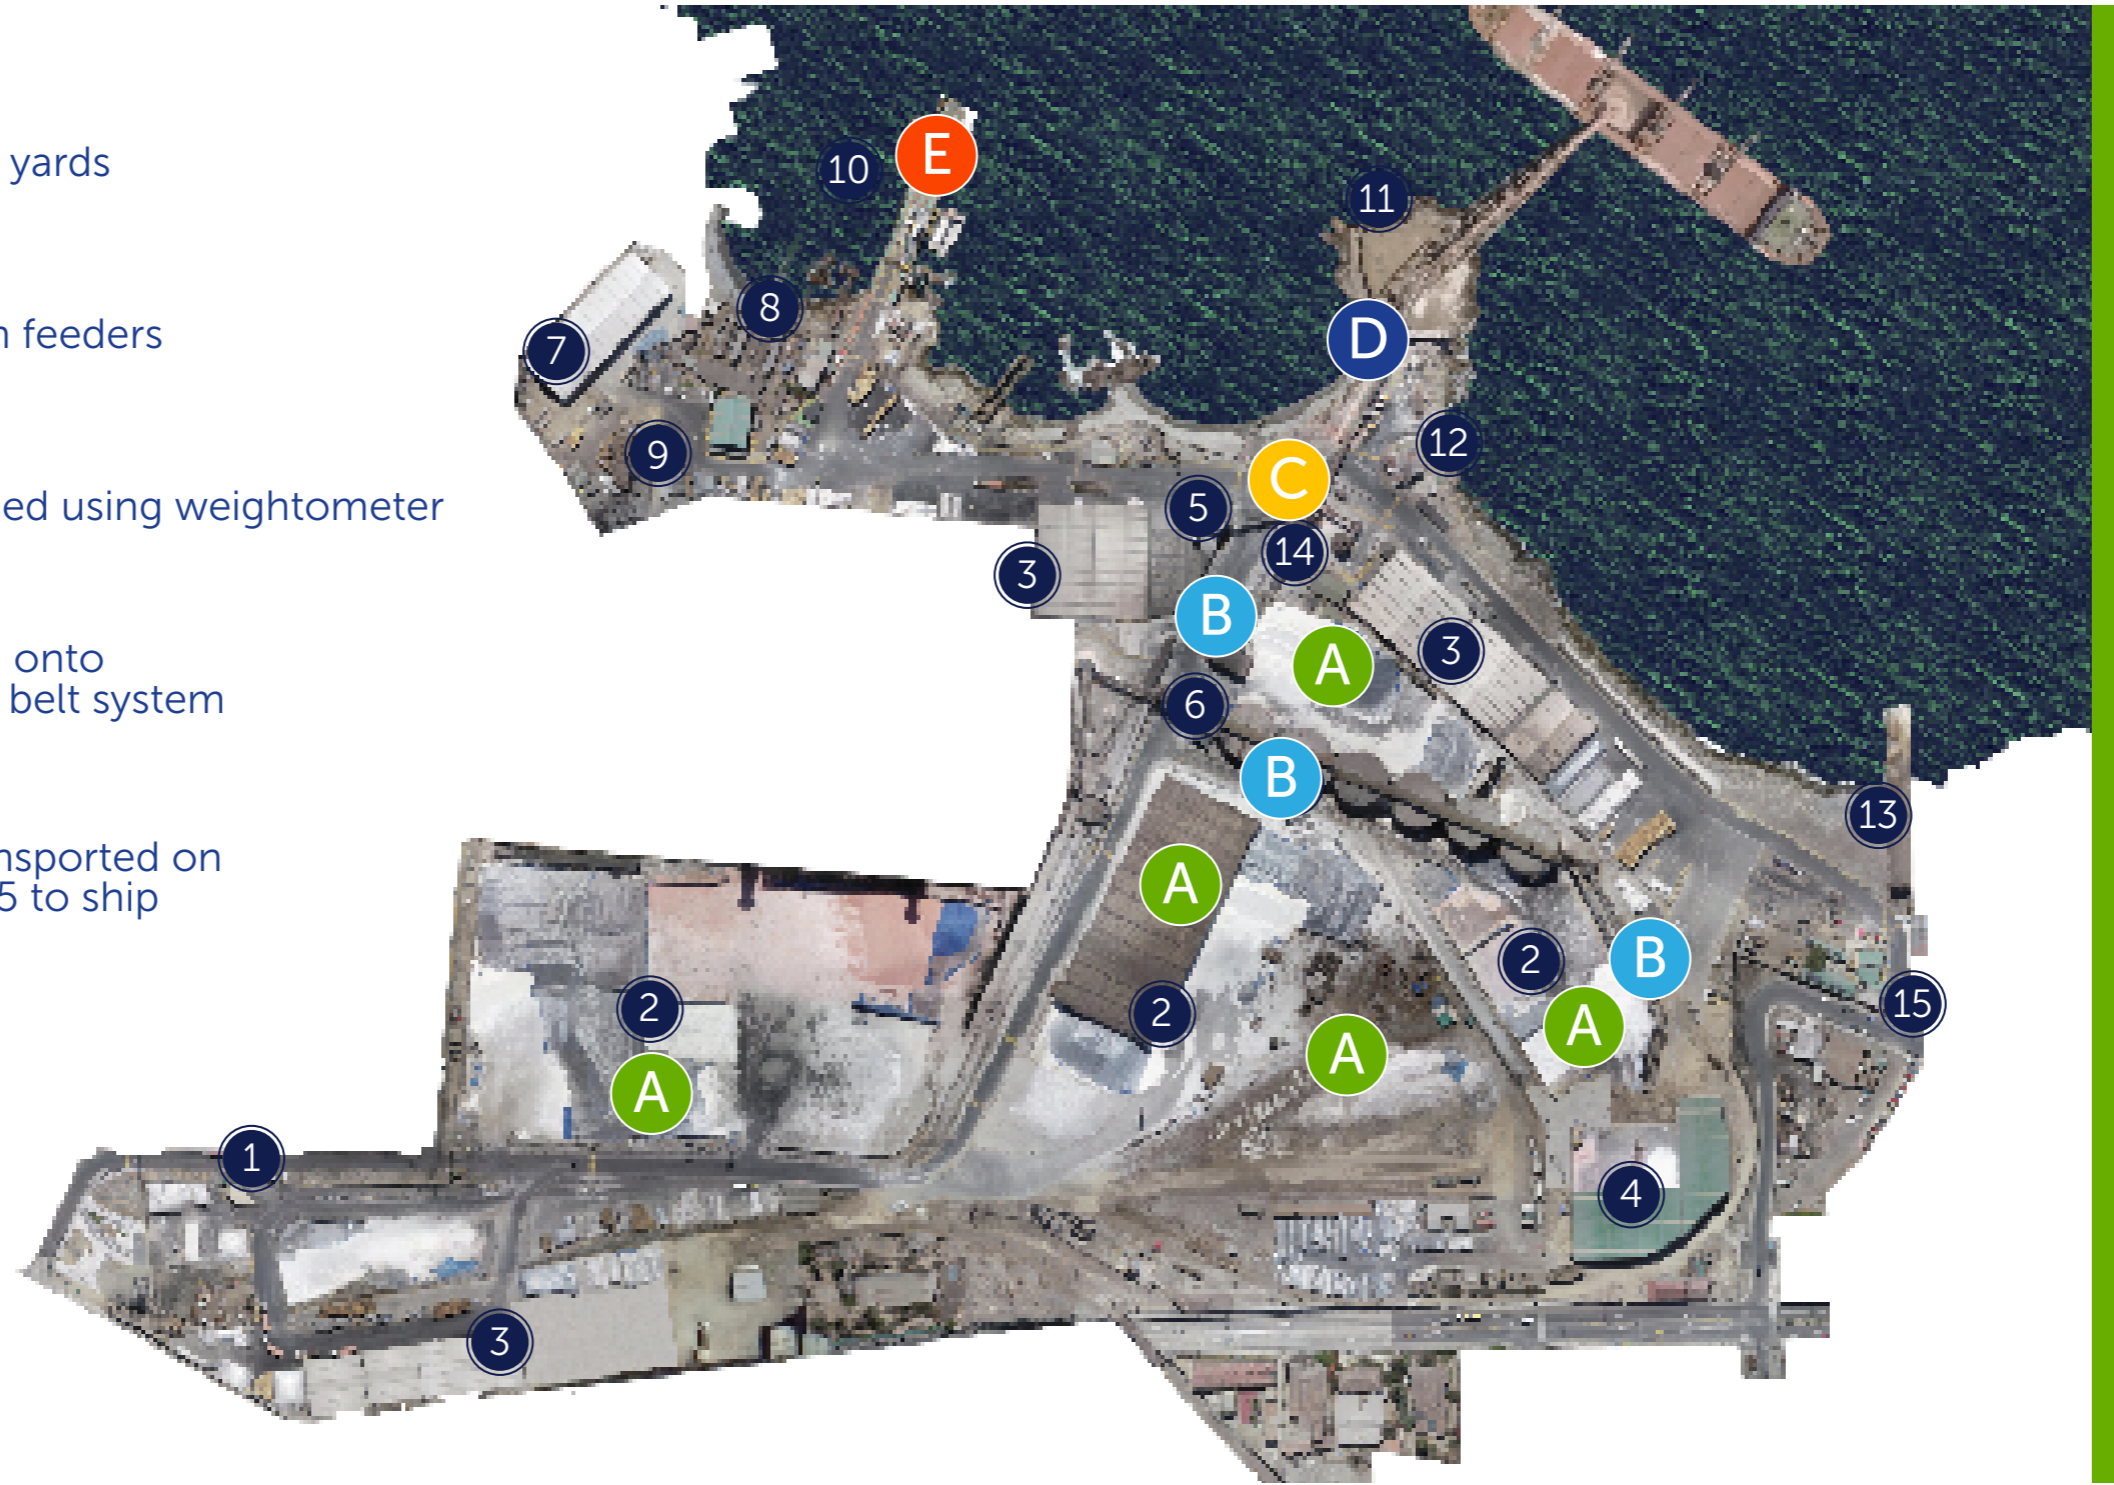 yards
feeders
ed using weightometer
onto
belt system
nsported on
5 to ship
10
E
11
8
7
D
12
9
C
5
14
3
B
A
3
6
B
13
A
2
B
15
2
2
A
A
A
1
4
3